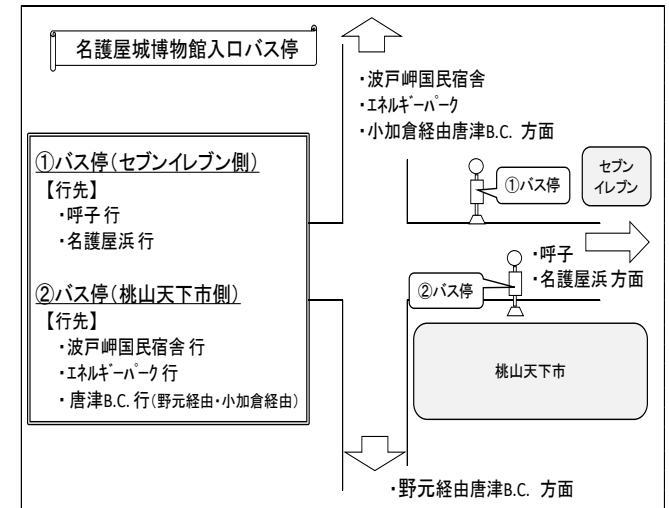 名護屋城博物館入口バス停
・波戸岬国民宿舎
・ｴﾈﾙｷﾞｰﾊﾟｰｸ
・小加倉経由唐津B.C. 方面
①バス停（セブンイレブン側）
【行先】
・呼子 行
・名護屋浜 行
②バス停（桃山天下市側）
【行先】
・波戸岬国民宿舎 行
・ｴﾈﾙｷﾞｰﾊﾟｰｸ 行
・唐津B.C. 行（野元経由・小加倉経由）
①バス停
セブン
イレブン
・呼子
・名護屋浜 方面
②バス停
桃山天下市
・野元経由唐津B.C. 方面